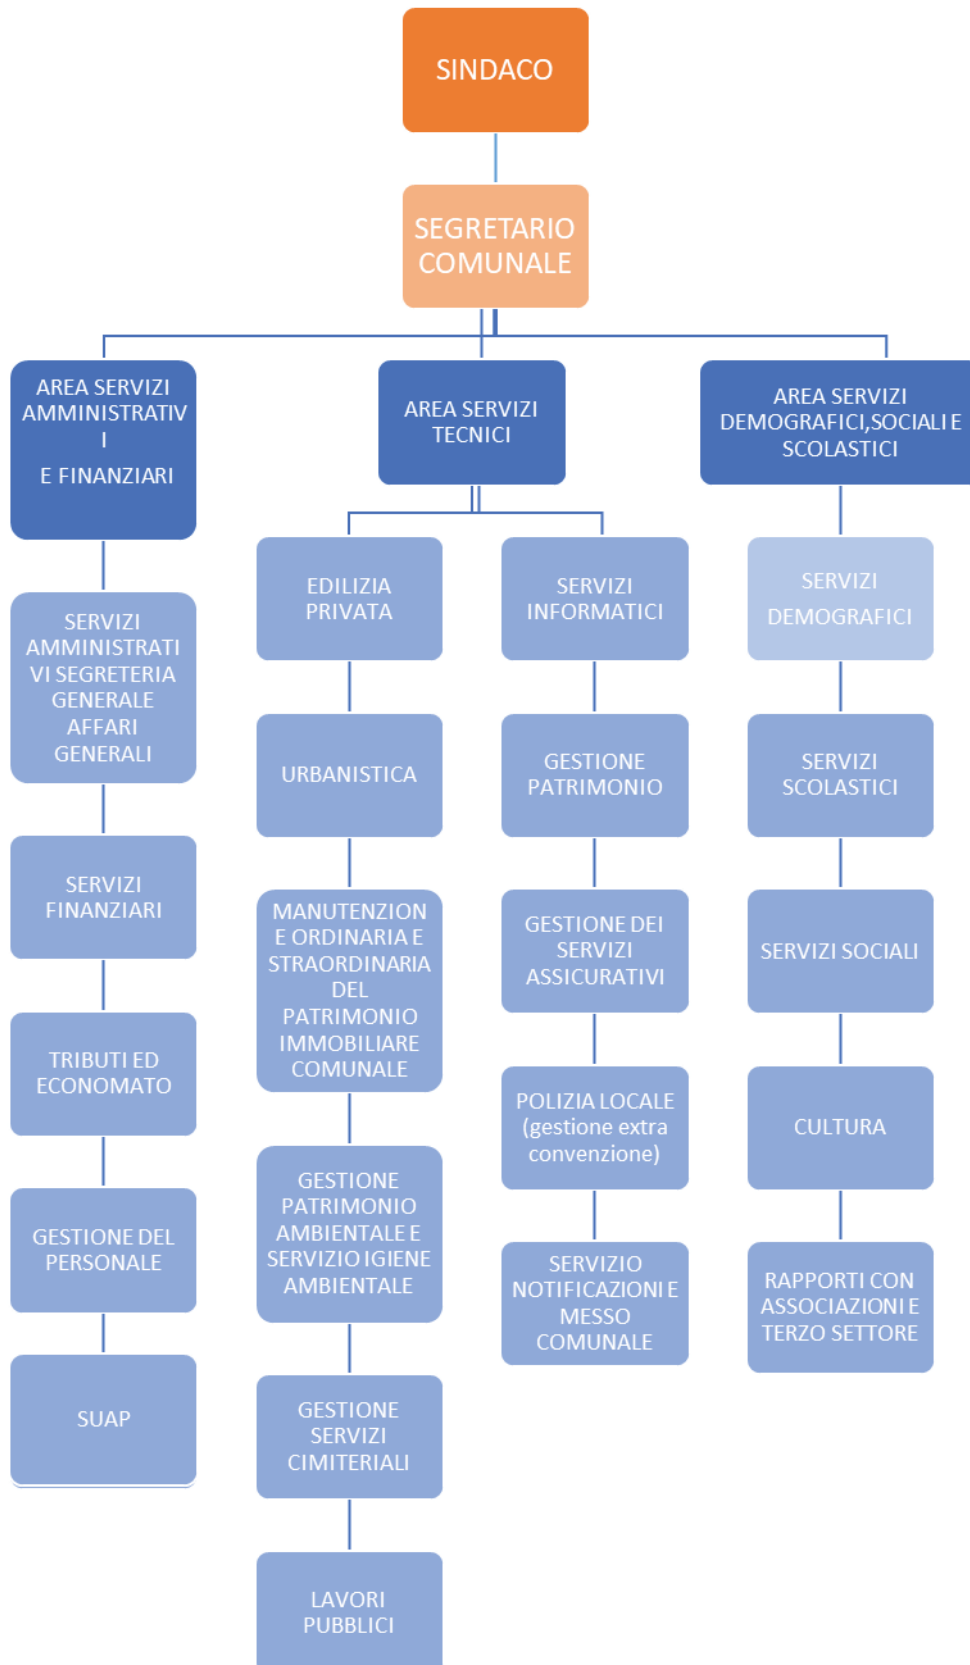 SINDACO
SEGRETARIO
COMUNALE
AREA SERVIZI
AMMINISTRATIV
I
E FINANZIARI
SERVIZI
AMMINISTRATI
VI SEGRETERIA
GENERALE
AFFARI
GENERALI
SERVIZI
FINANZIARI
TRIBUTI ED
ECONOMATO
GESTIONE DEL
PERSONALE
SUAP
AREA SERVIZI
TECNICI
EDILIZIA
PRIVATA
URBANISTICA
MANUTENZION
E ORDINARIA E
STRAORDINARIA
DEL
PATRIMONIO
IMMOBILIARE
COMUNALE
GESTIONE
PATRIMONIO
AMBIENTALE E
SERVIZIO IGIENE
AMBIENTALE
GESTIONE
SERVIZI
CIMITERIALI
LAVORI
PUBBLICI
SERVIZI
INFORMATICI
GESTIONE
PATRIMONIO
GESTIONE DEI
SERVIZI
ASSICURATIVI
POLIZIA LOCALE
(gestione extra
convenzione)
SERVIZIO
NOTIFICAZIONI E
MESSO
COMUNALE
AREA SERVIZI
DEMOGRAFICI,SOCIALI E
SCOLASTICI
SERVIZI
DEMOGRAFICI
SERVIZI
SCOLASTICI
SERVIZI SOCIALI
CULTURA
RAPPORTI CON
ASSOCIAZIONI E
TERZO SETTORE